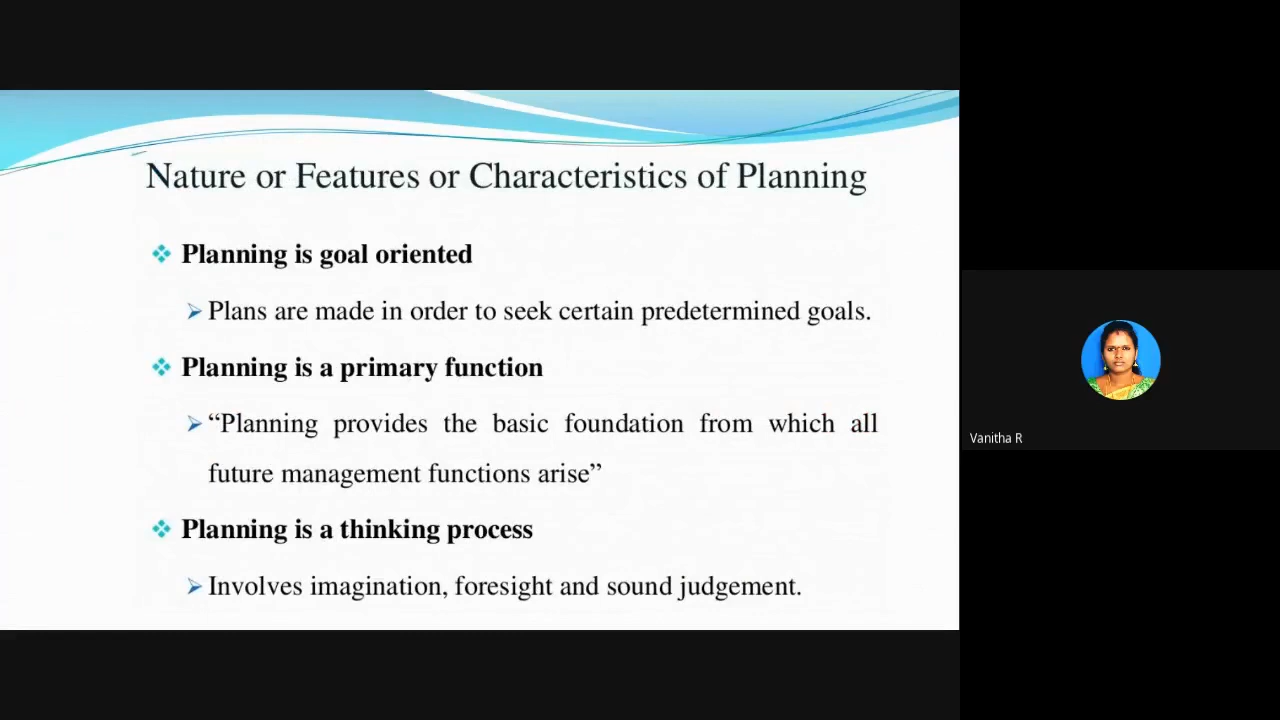 Nature or Features or Characteristics of Planning
Planning is goal oriented
Plans are made in order to seek certain predetermined goals.
Planning is a primary function
“Planning provides the basic foundation from which all
future management functions arise”
Planning is a thinking process
Involves imagination, foresight and sound judgement.
Vanitha R